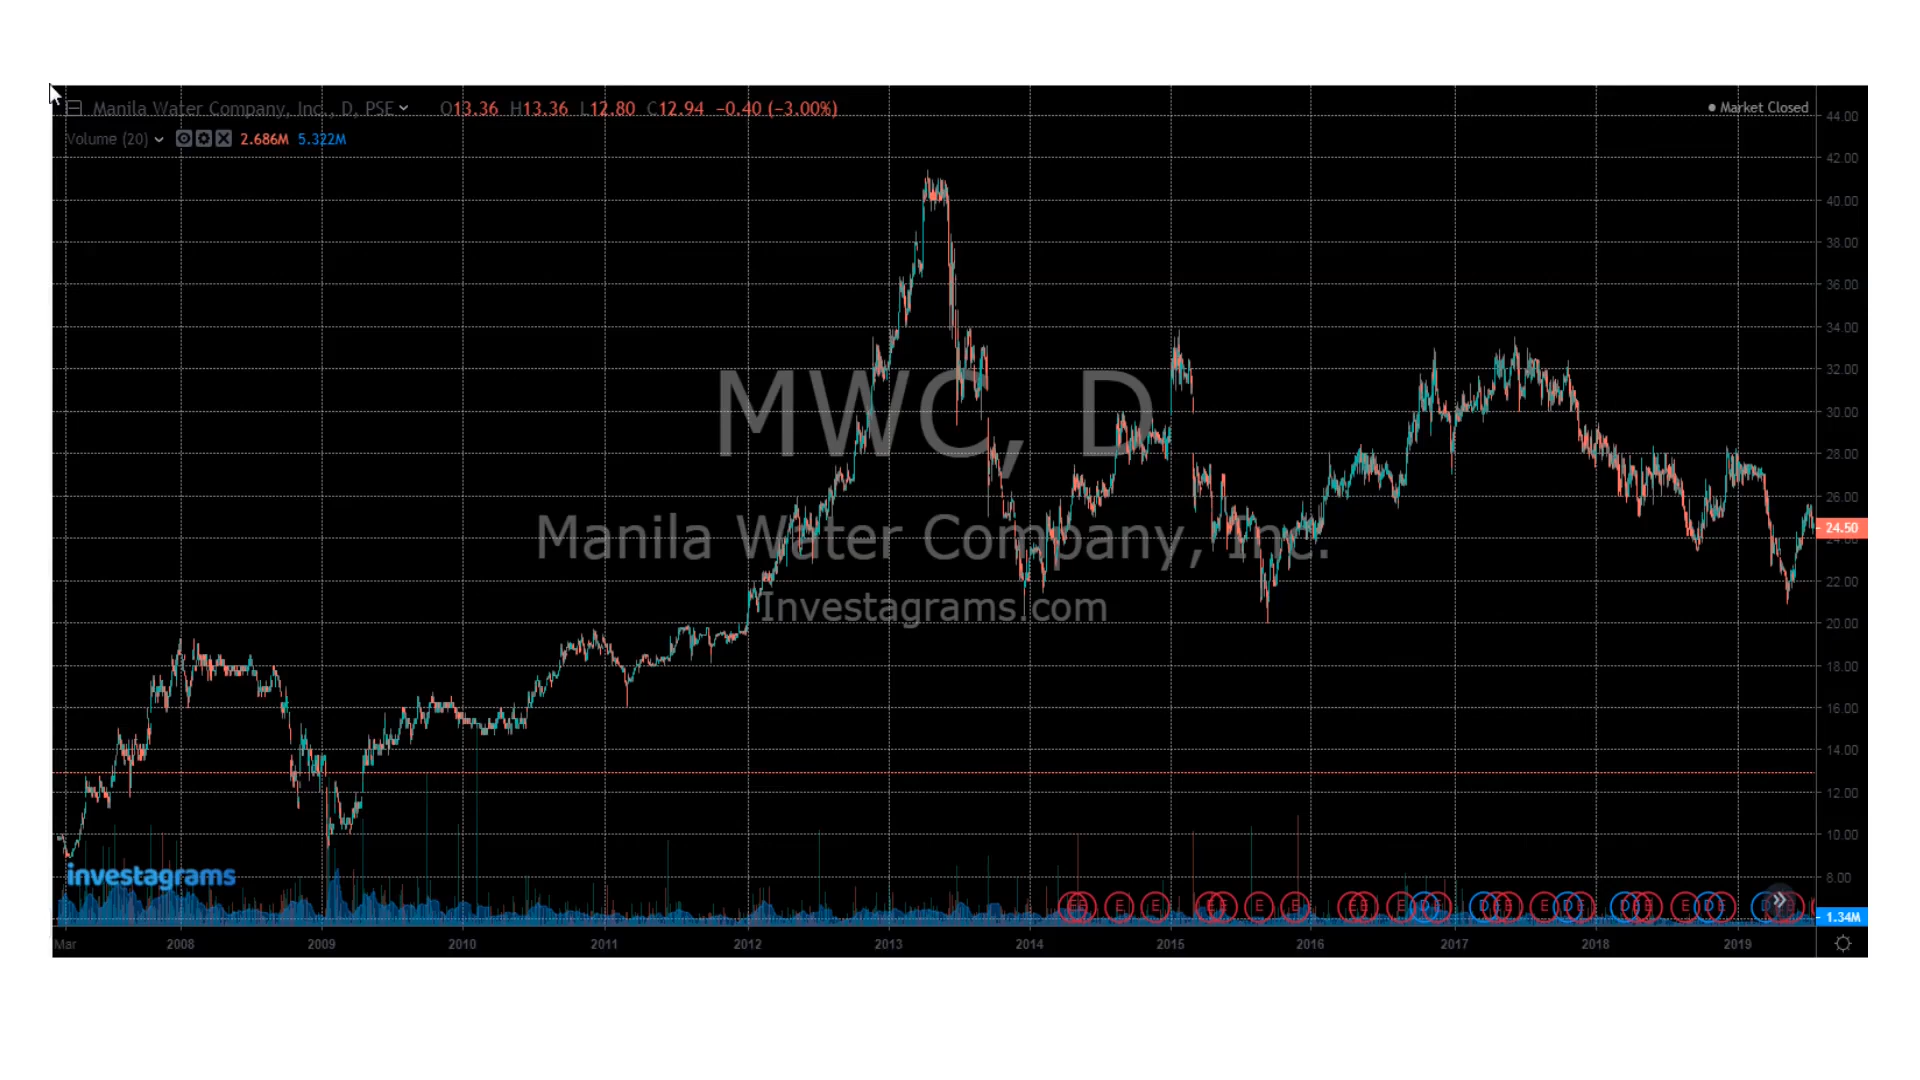 Manila Water Company, Inc., D, PSE O13.36 H13.36 L12.80 C12.94 −0.40 (−3.00%)
Market Closed
Volume (20) 2.686M 5.322M
44.00
42.00
40.00
38.00
36.00
34.00
32.00
30.00
28.00
26.00
24.50
24.00
22.00
20.00
18.00
16.00
14.00
12.00
10.00
8.00
1.34M
MWC, D
Manila Water Company, Inc.
Investagrams.com
investagrams
Mar 2008 2009 2010 2011 2012 2013 2014 2015 2016 2017 2018 2019